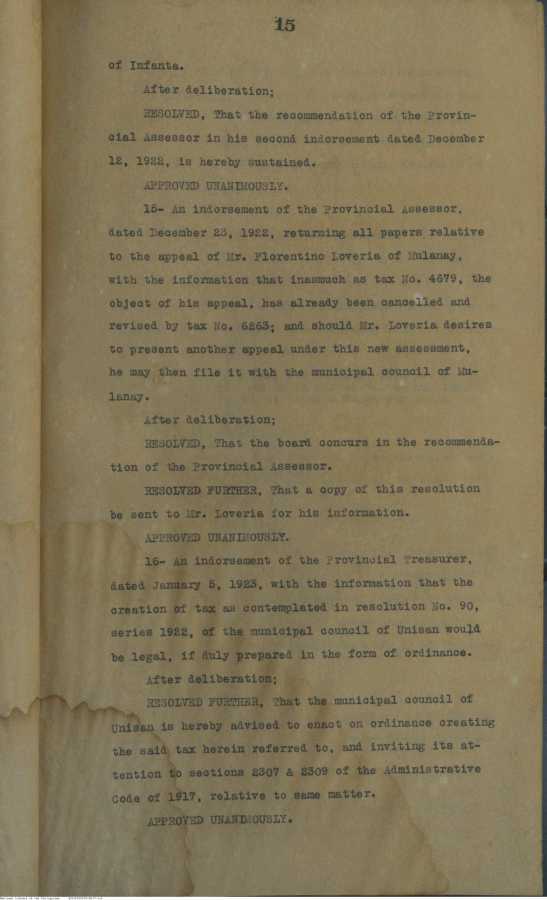 15
of Infanta.
After deliberation;
RESOLVED, That the recommendation of the Provin-
cial Assessor in his second indorsement dated December
12, 1922, is hereby sustained.
APPROVED UNANIMOUSLY.
15- An indorsement of the Provincial Assessor,
dated December 23, 1922, returning all papers relative
to the appeal of Mr. Florentino Loveria of Mulanay,
with the information that inasmuch as tax No. 4679, the
object of his appeal, has already been cancelled and
revised by tax No. 6263; and should Mr. Loveria desires
to present another appeal under this new assessment,
he may then file it with the municipal council of Mu-
lanay.
After deliberation;
RESOLVED, That the board concurs in the recommenda-
tion of the Provincial Assessor.
RESOLVED FURTHER, That a copy of this resolution
be sent to Mr. Loveria for his information.
APPROVED UNANIMOUSLY.
16- An indorsement of the Provincial Treasurer,
dated January 5, 1923, with the information that the
creation of tax as contemplated in resolution No. 90,
series 1922, of the municipal council of Unisan would
be legal, if duly prepared in the form of ordinance.
After deliberation;
RESOLVED FURTHER, That the municipal council of
Unisan is hereby advised to enact on ordinance creating
the said tax herein referred to, and inviting its at-
tention to sections 2307 & 2309 of the Administrative
Code of 1917, relative to same matter.
APPROVED UNANIMOUSLY.
National Library of the Philippines